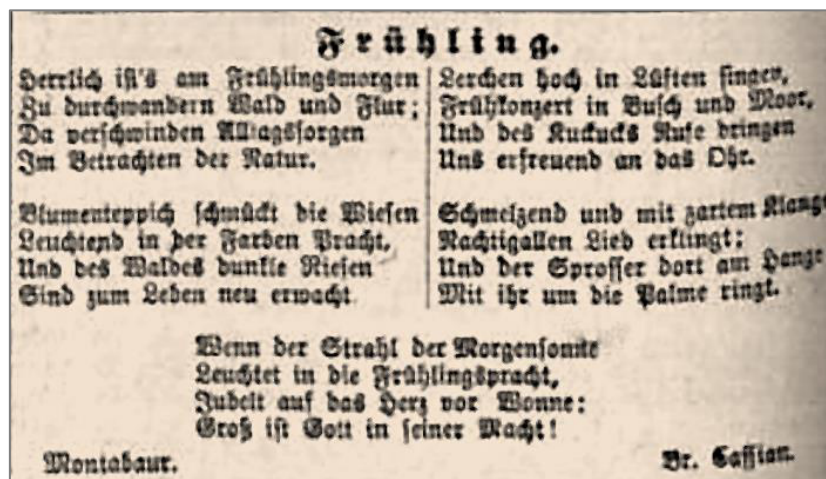 Frühling.
Herrlich ist's am Frühlingsmorgen
Zu durchwandern Wald und Flur;
Da verschwinden Alltagssorgen
Im Betrachten der Natur.
Blumenteppich schmückt die Wiesen
Leuchtend in der Farben Pracht,
Und des Waldes dunkle Riesen
Sind zum Leben neu erwacht.
Lerchen hoch in Lüften singen,
Frühkonzert in Busch und Moor,
Und des Kuckucks Rufe dringen
Uns erfreuend an das Ohr.
Schmelzend und mit zartem Klange
Nachtigallen Lied erklingt;
Und der Sprosser dort am Hange
Mit ihr um die Palme ringt.
Wenn der Strahl der Morgensonne
Leuchtet in die Frühlingspracht,
Jubelt auf das Herz vor Wonne:
Groß ist Gott in seiner Macht!
Montabaur. Br. Cassian.